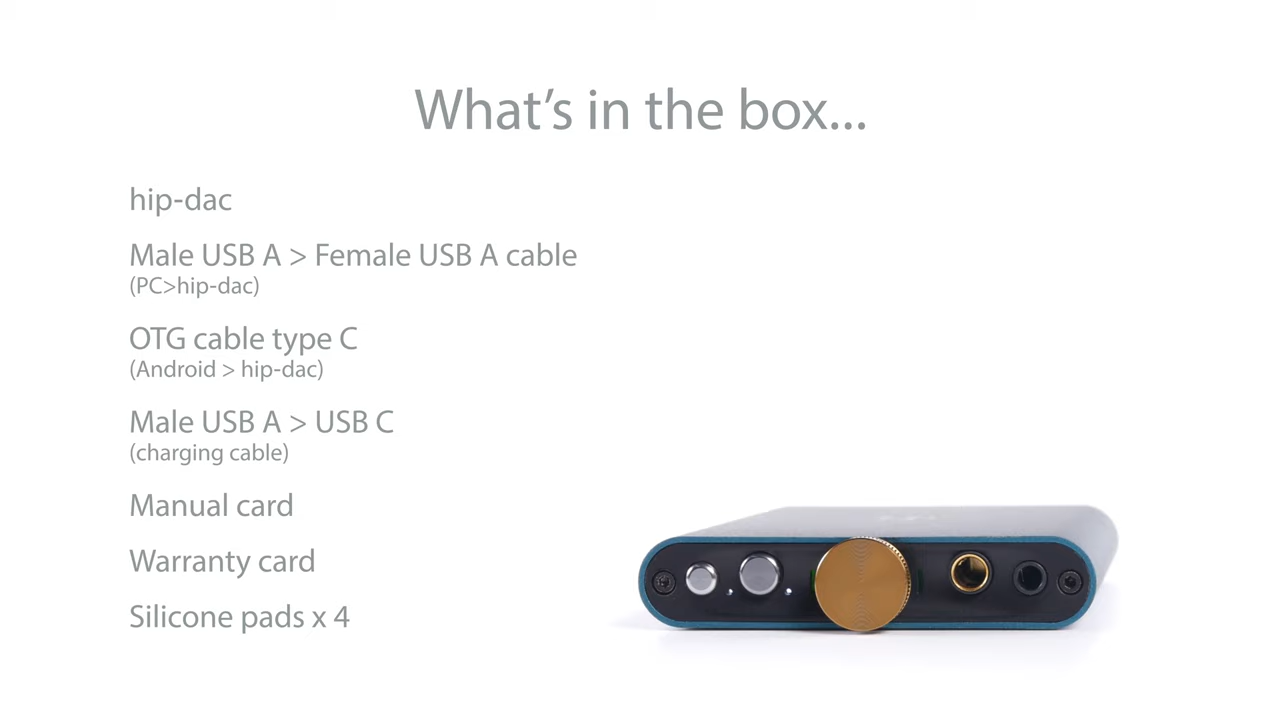 What’s in the box...
hip-dac
Male USB A > Female USB A cable
(PC>hip-dac)
OTG cable type C
(Android > hip-dac)
Male USB A > USB C
(charging cable)
Manual card
Warranty card
Silicone pads x 4